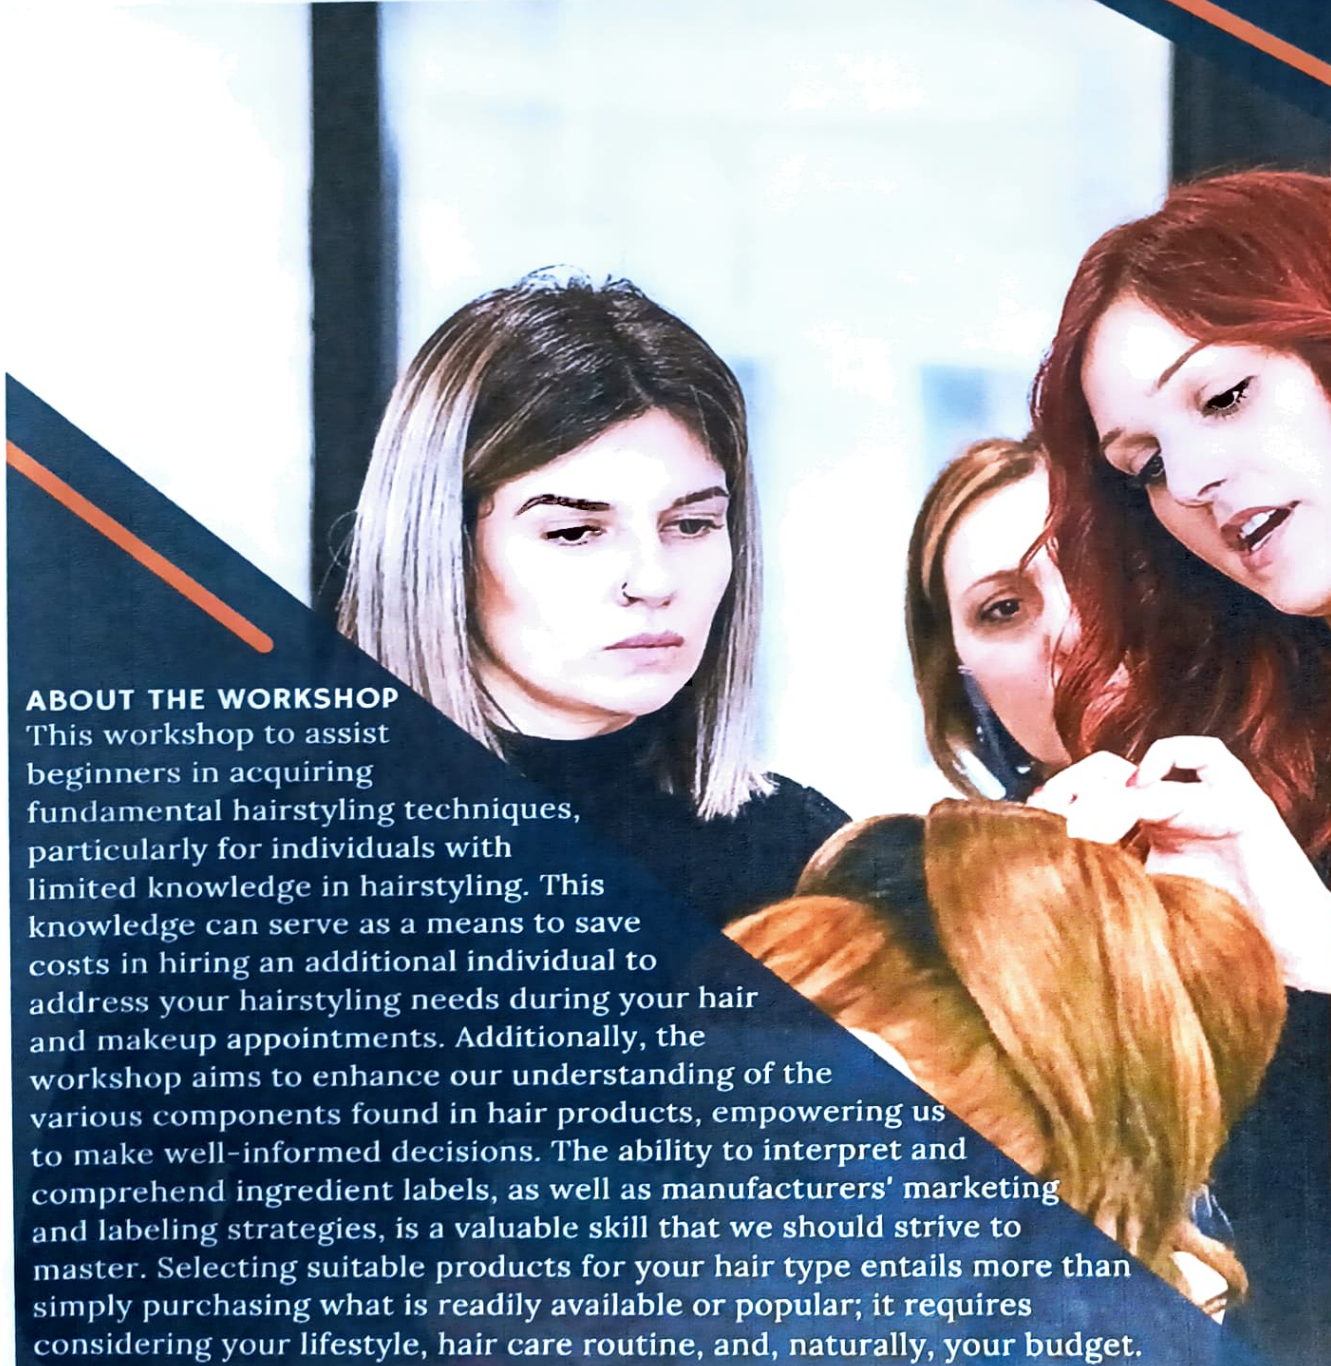 ABOUT THE WORKSHOP
This workshop to assist
beginners in acquiring
fundamental hairstyling techniques,
particularly for individuals with
limited knowledge in hairstyling. This
knowledge can serve as a means to save
costs in hiring an additional individual to
address your hairstyling needs during your hair
and makeup appointments. Additionally, the
workshop aims to enhance our understanding of the
various components found in hair products, empowering us
to make well-informed decisions. The ability to interpret and
comprehend ingredient labels, as well as manufacturers' marketing
and labeling strategies, is a valuable skill that we should strive to
master. Selecting suitable products for your hair type entails more than
simply purchasing what is readily available or popular; it requires
considering your lifestyle, hair care routine, and, naturally, your budget.